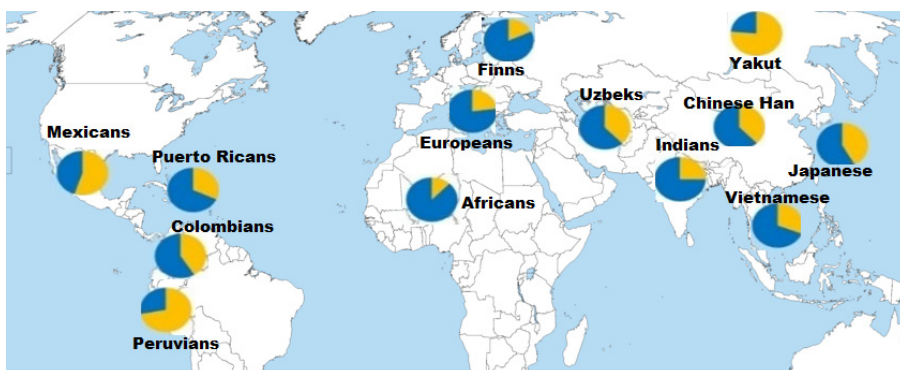 Finns
Yakut
Uzbeks
Chinese Han
Mexicans
Europeans
Indians
Puerto Ricans
Japanese
Africans
Vietnamese
Colombians
Peruvians